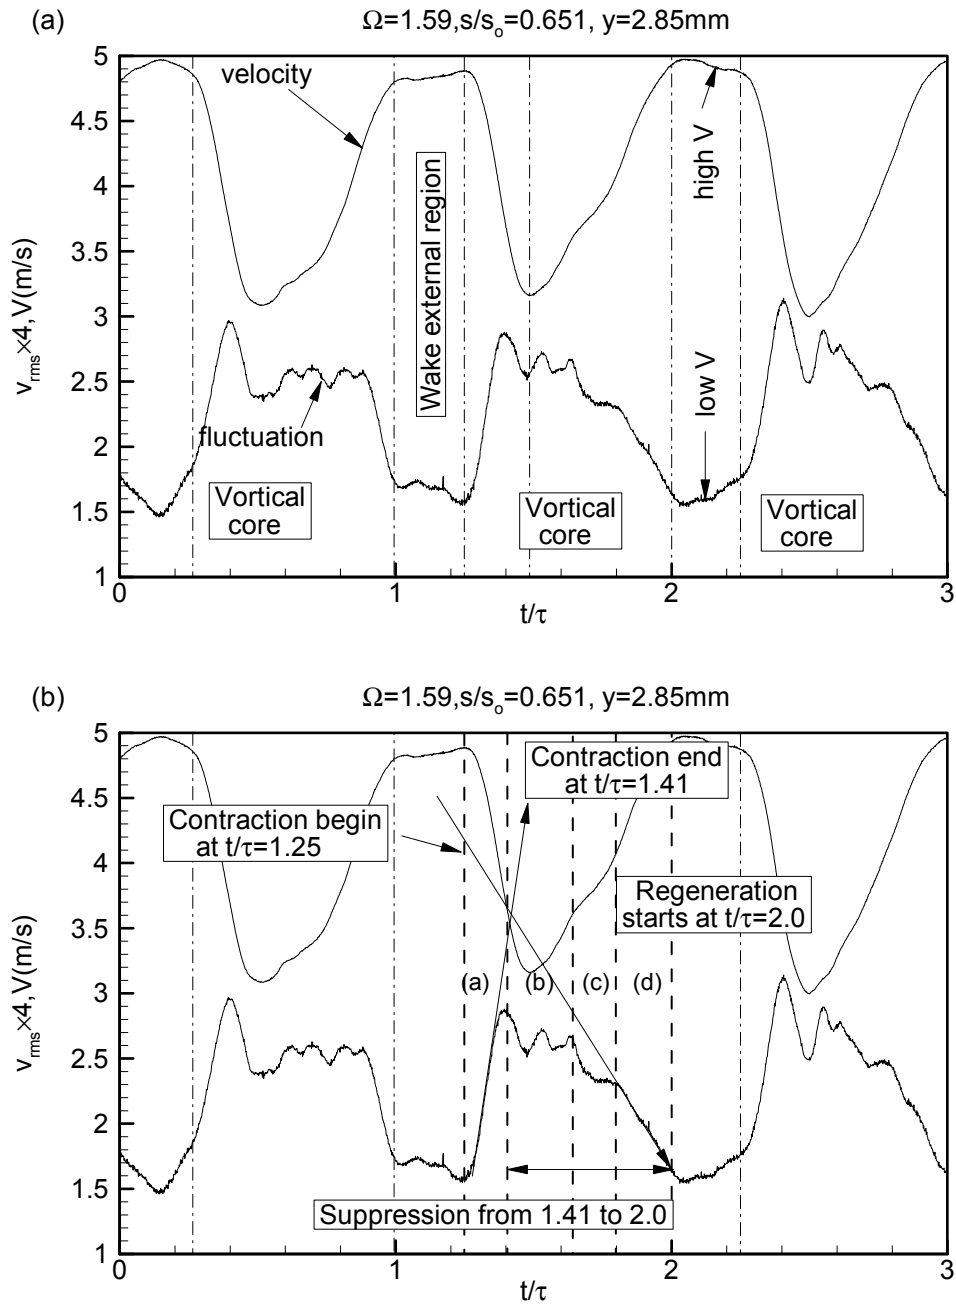 (a)
Ω=1.59,s/s₀=0.651, y=2.85mm
5
4.5
4
3.5
3
2.5
2
1.5
1
v_rms×4,V(m/s)
velocity
Wake external region
high V
low V
fluctuation
Vortical
core
Vortical
core
Vortical
core
0
1
2
3
t/τ
(b)
Ω=1.59,s/s₀=0.651, y=2.85mm
5
4.5
4
3.5
3
2.5
2
1.5
1
v_rms×4,V(m/s)
Contraction end
at t/τ=1.41
Contraction begin
at t/τ=1.25
Regeneration
starts at t/τ=2.0
(a)
(b)
(c)
(d)
Suppression from 1.41 to 2.0
0
1
2
3
t/τ